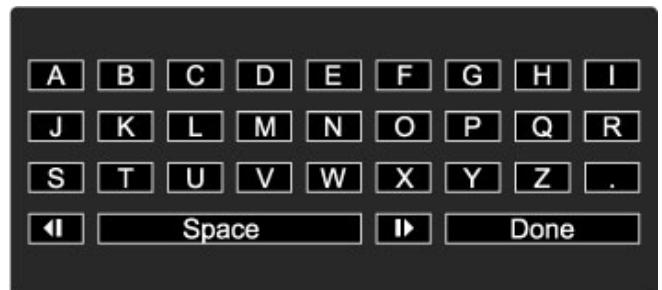 A B C D E F G H I
J K L M N O P Q R
S T U V W X Y Z .
Space Done